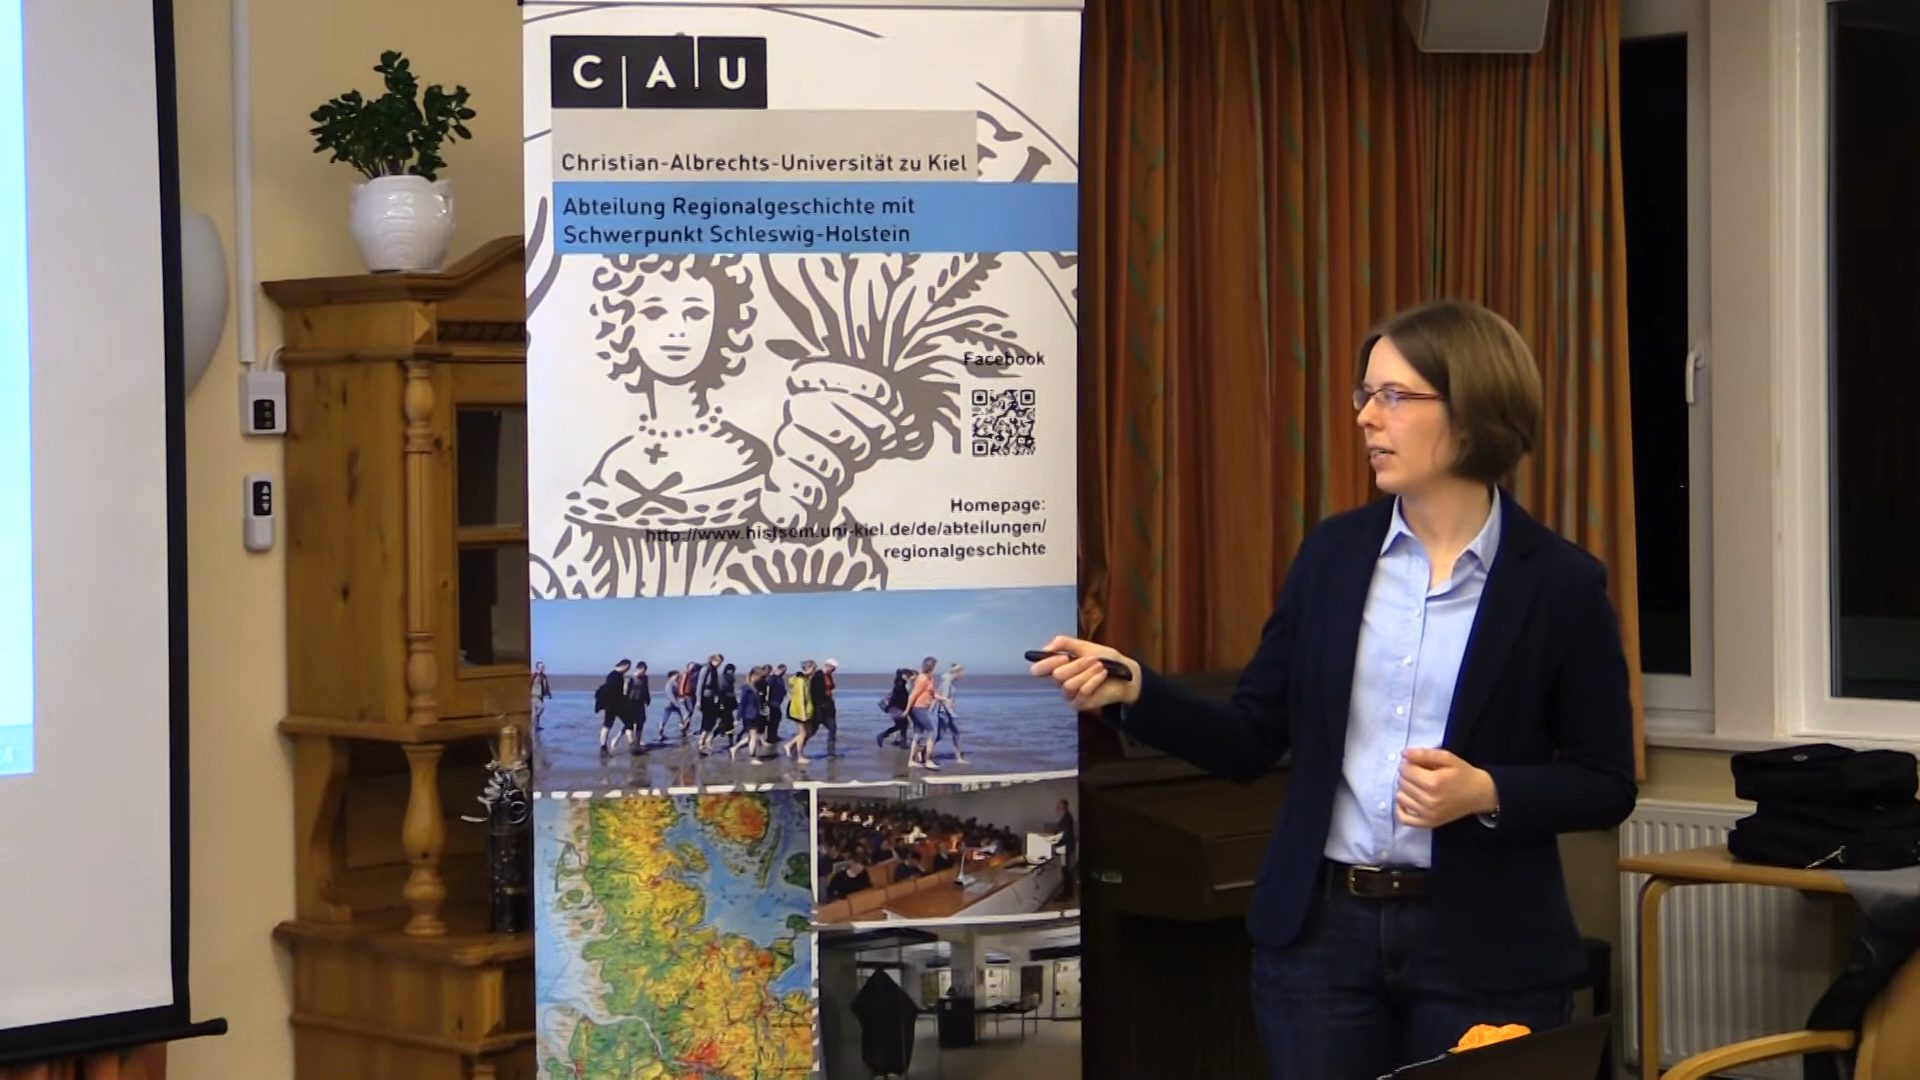 CAU
Christian-Albrechts-Universität zu Kiel
Abteilung Regionalgeschichte mit
Schwerpunkt Schleswig-Holstein
Facebook
Homepage:
http://www.histsem.uni-kiel.de/de/abteilungen/
regionalgeschichte